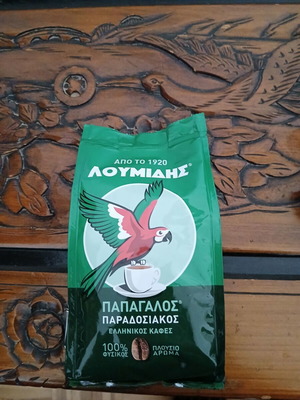 ΑΠΟ ΤΟ 1920
ΛΟΥΜΙΔΗΣ®
ΠΑΠΑΓΑΛΟΣ®
ΠΑΡΑΔΟΣΙΑΚΟΣ
ΕΛΛΗΝΙΚΟΣ ΚΑΦΕΣ
100% ΠΛΟΥΣΙΟ
ΦΥΣΙΚΟΣ ΑΡΩΜΑ